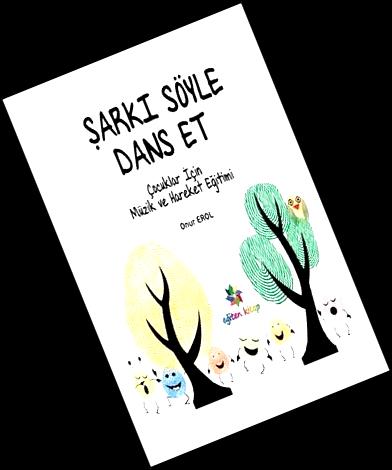 ŞARKI SÖYLE
DANS ET
Çocuklar İçin
Müzik ve Hareket Eğitimi
Onur EROL
eğiten kitap